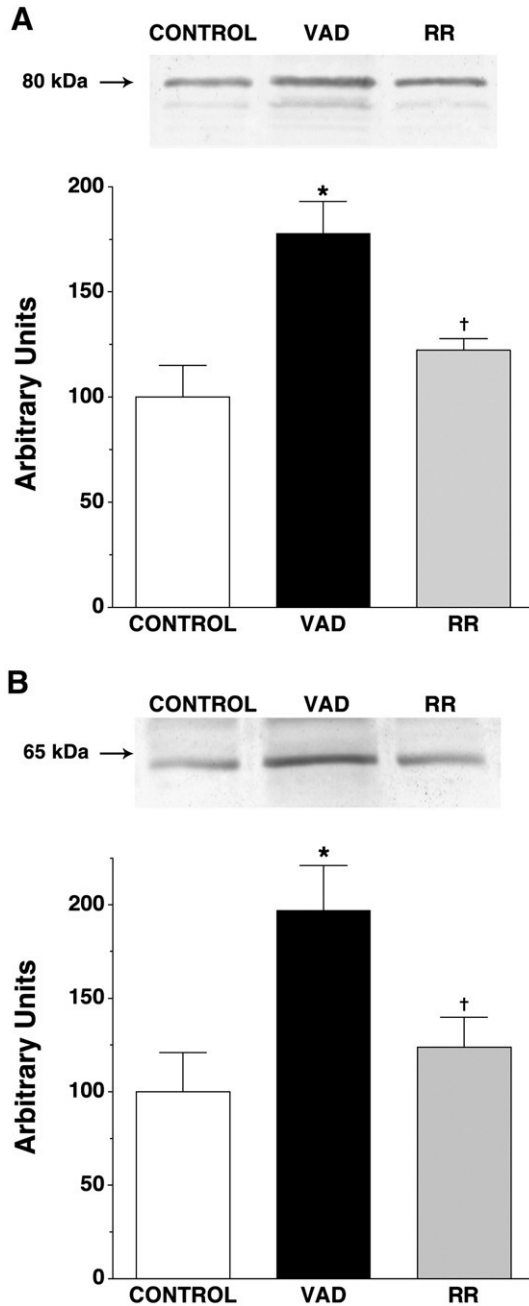 A
CONTROL VAD RR
80 kDa →
200
*
150
†
100
50
0
Arbitrary Units
CONTROL VAD RR
B
CONTROL VAD RR
65 kDa →
*
200
150
†
100
50
0
Arbitrary Units
CONTROL VAD RR